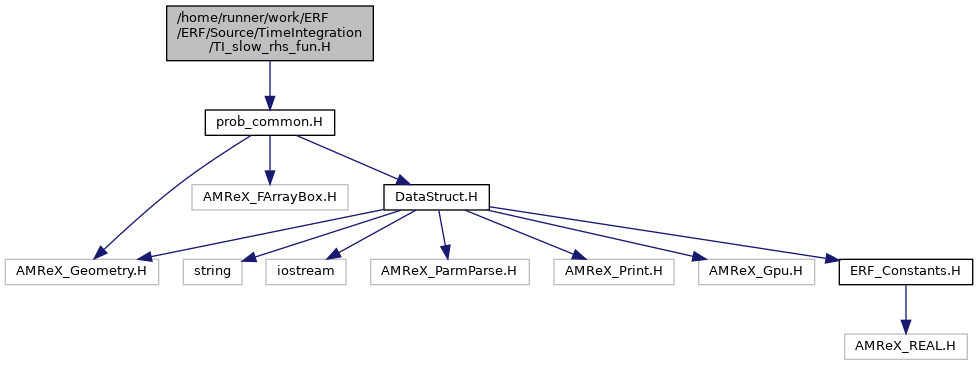 /home/runner/work/ERF
/ERF/Source/TimeIntegration
/TI_slow_rhs_fun.H
prob_common.H
AMReX_FArrayBox.H
DataStruct.H
AMReX_Geometry.H
string
iostream
AMReX_ParmParse.H
AMReX_Print.H
AMReX_Gpu.H
ERF_Constants.H
AMReX_REAL.H